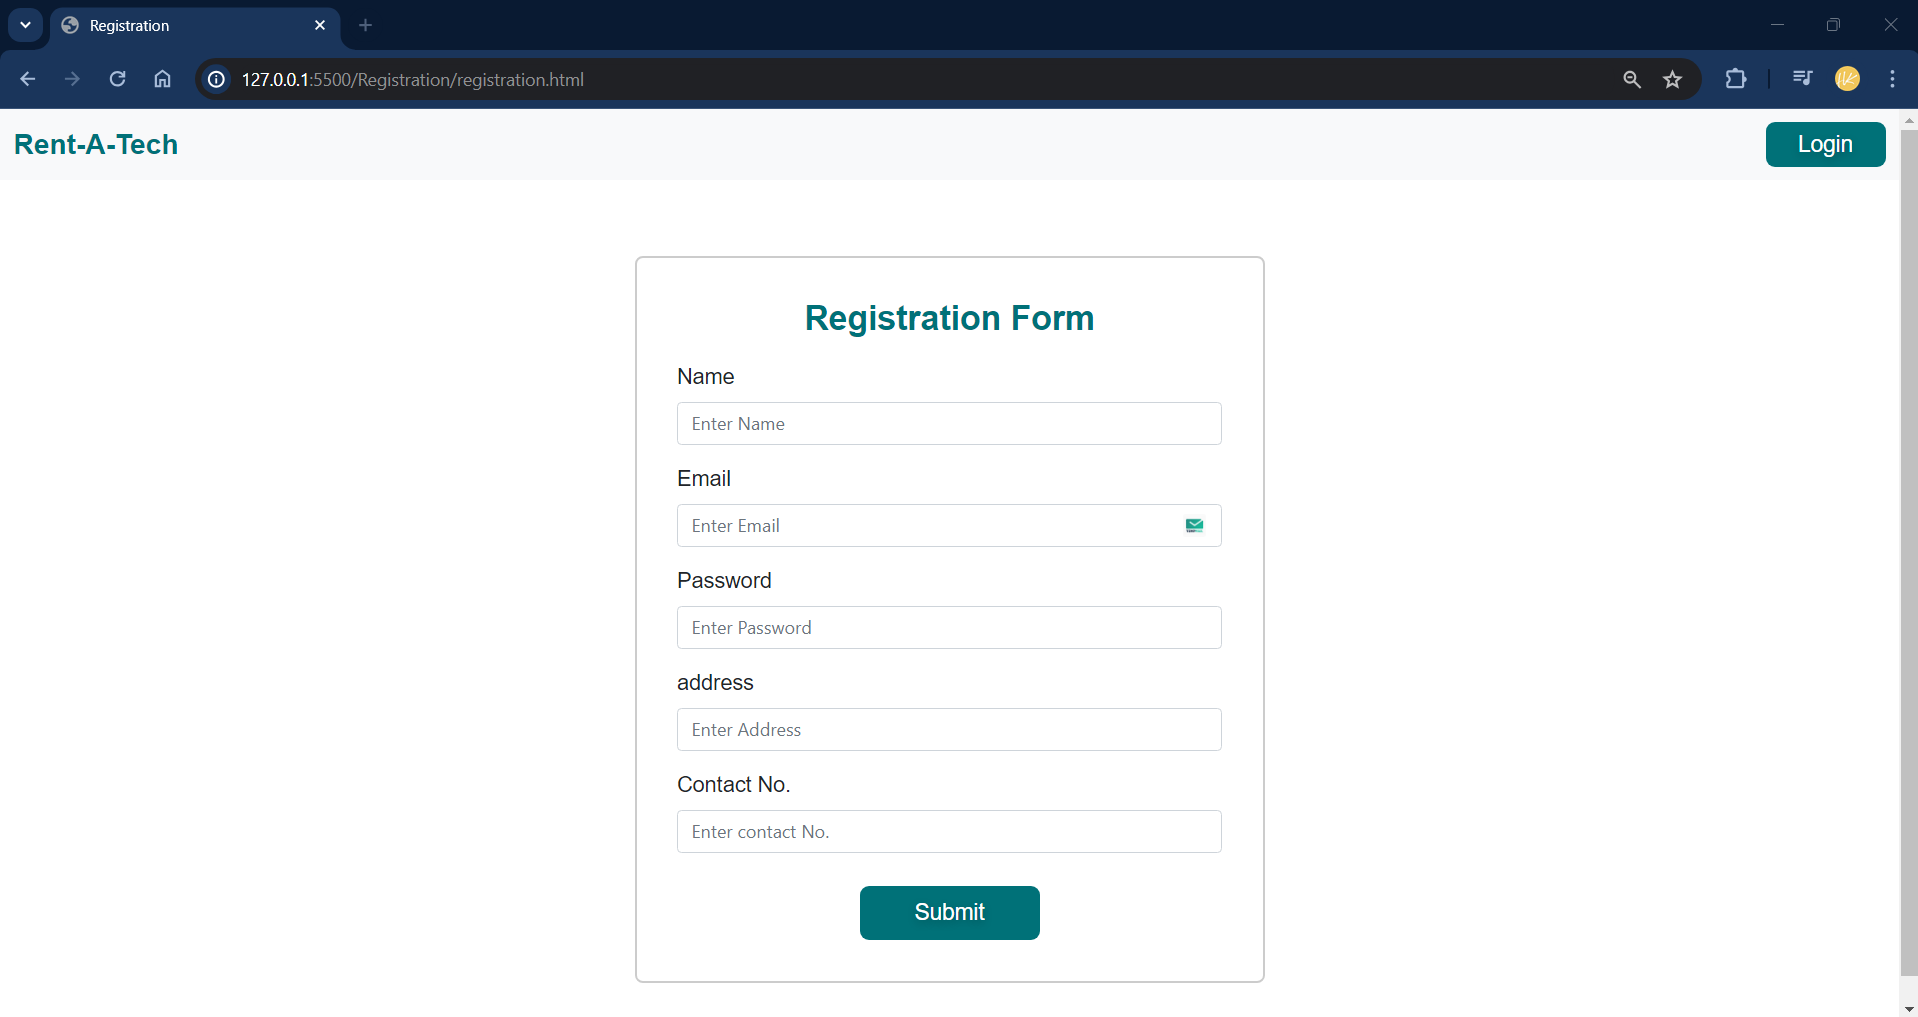 Registration
127.0.0.1:5500/Registration/registration.html
Rent-A-Tech
Login
Registration Form
Name
Enter Name
Email
Enter Email
Password
Enter Password
address
Enter Address
Contact No.
Enter contact No.
Submit